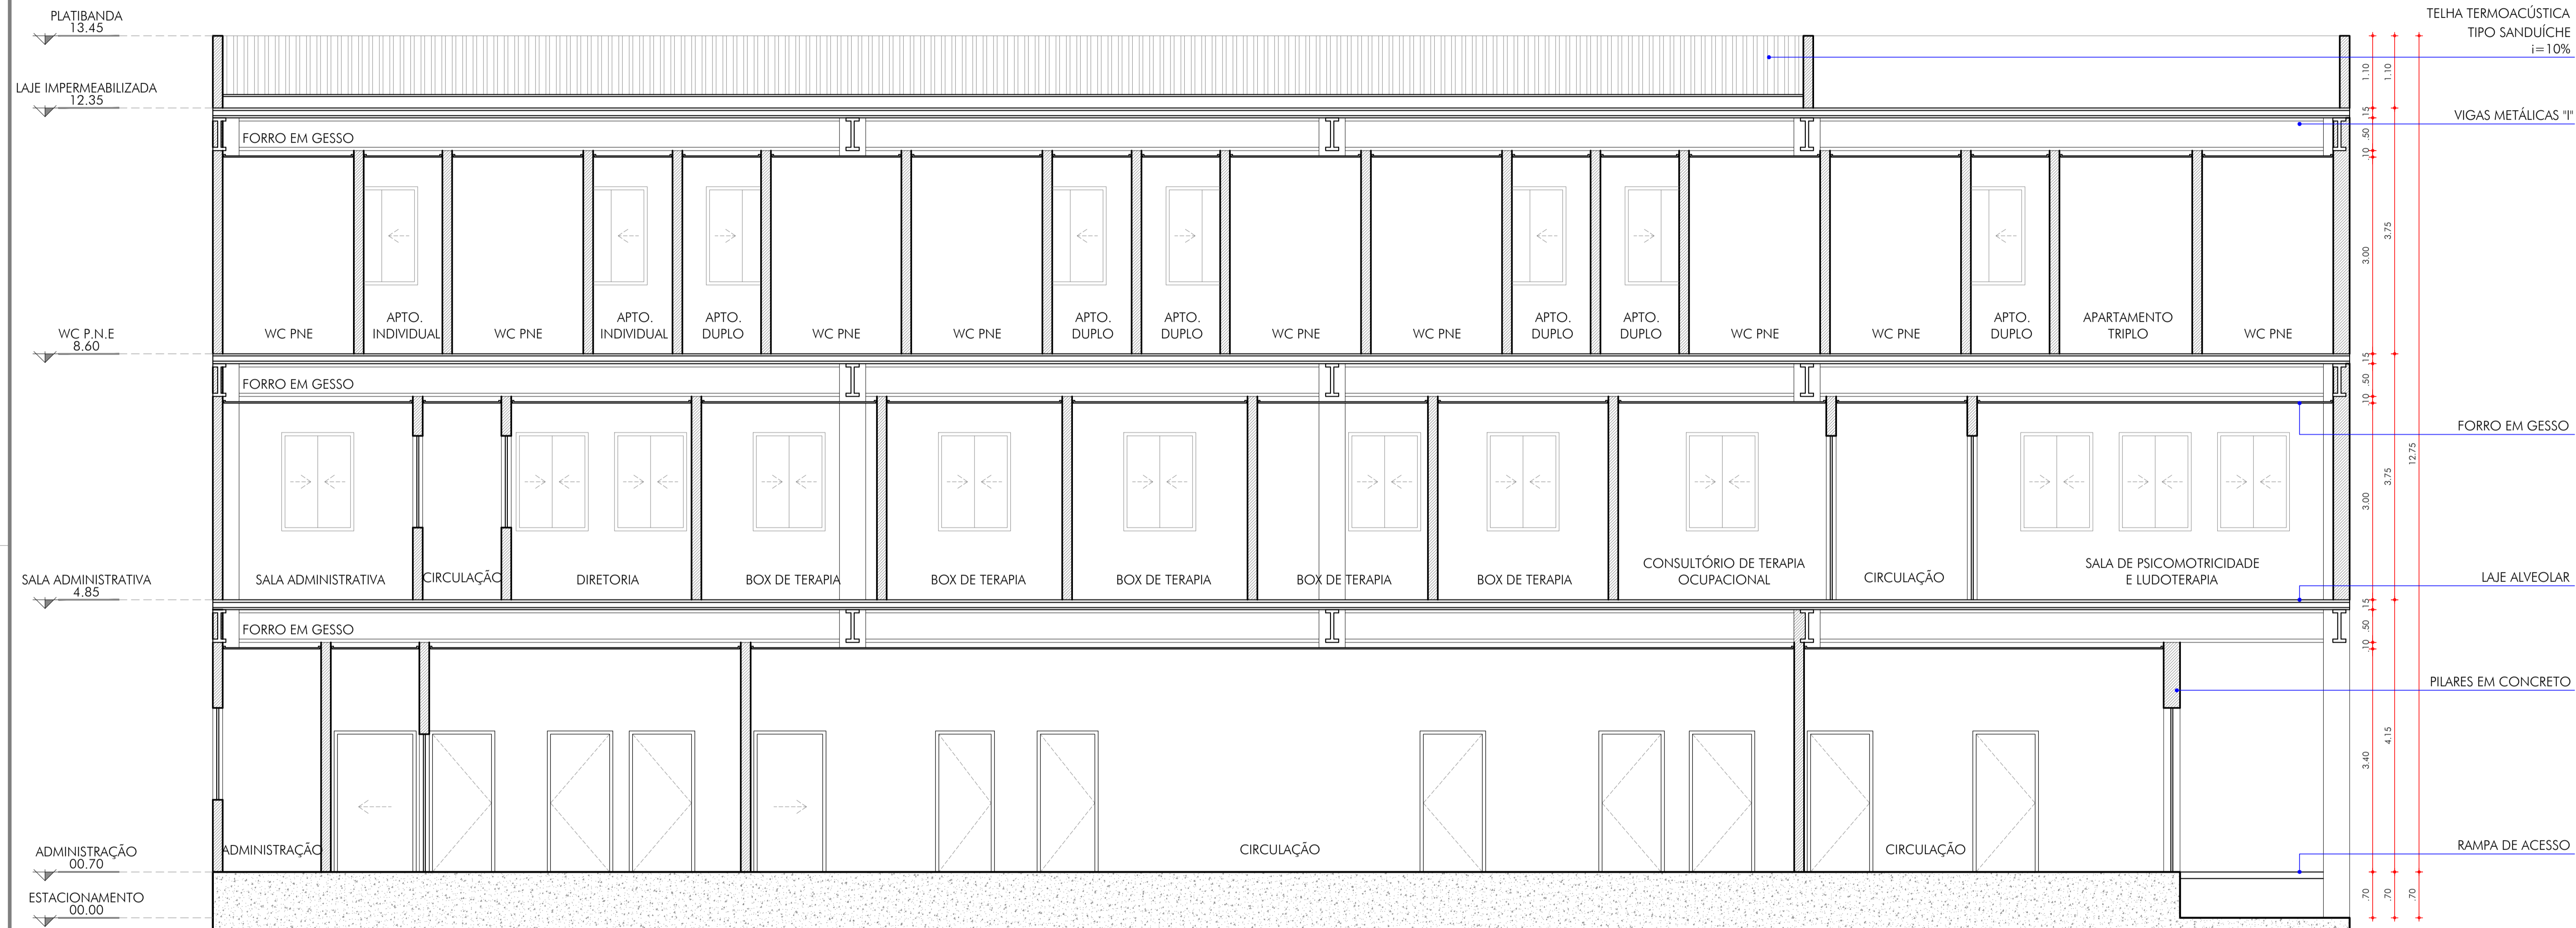 PLATIBANDA
13.45
TELHA TERMOACÚSTICA
TIPO SANDUÍCHE
i=10%
1.10
1.10
LAJE IMPERMEABILIZADA
12.35
.15
VIGAS METÁLICAS "I"
FORRO EM GESSO
.50
.10
3.00
3.75
WC PNE
APTO.
INDIVIDUAL
WC PNE
APTO.
INDIVIDUAL
APTO.
DUPLO
WC PNE
WC PNE
APTO.
DUPLO
APTO.
DUPLO
WC PNE
WC PNE
APTO.
DUPLO
APTO.
DUPLO
WC PNE
WC PNE
APTO.
DUPLO
APARTAMENTO
TRIPLO
WC PNE
WC P.N.E
8.60
.15
FORRO EM GESSO
.50
.10
FORRO EM GESSO
3.00
3.75
12.75
SALA ADMINISTRATIVA
CIRCULAÇÃO
DIRETORIA
BOX DE TERAPIA
BOX DE TERAPIA
BOX DE TERAPIA
BOX DE TERAPIA
BOX DE TERAPIA
CONSULTÓRIO DE TERAPIA
OCUPACIONAL
CIRCULAÇÃO
SALA DE PSICOMOTRICIDADE
E LUDOTERAPIA
LAJE ALVEOLAR
SALA ADMINISTRATIVA
4.85
.15
FORRO EM GESSO
.50
.10
PILARES EM CONCRETO
3.40
4.15
ADMINISTRAÇÃO
CIRCULAÇÃO
CIRCULAÇÃO
RAMPA DE ACESSO
ADMINISTRAÇÃO
00.70
ESTACIONAMENTO
00.00
.70
.70
.70